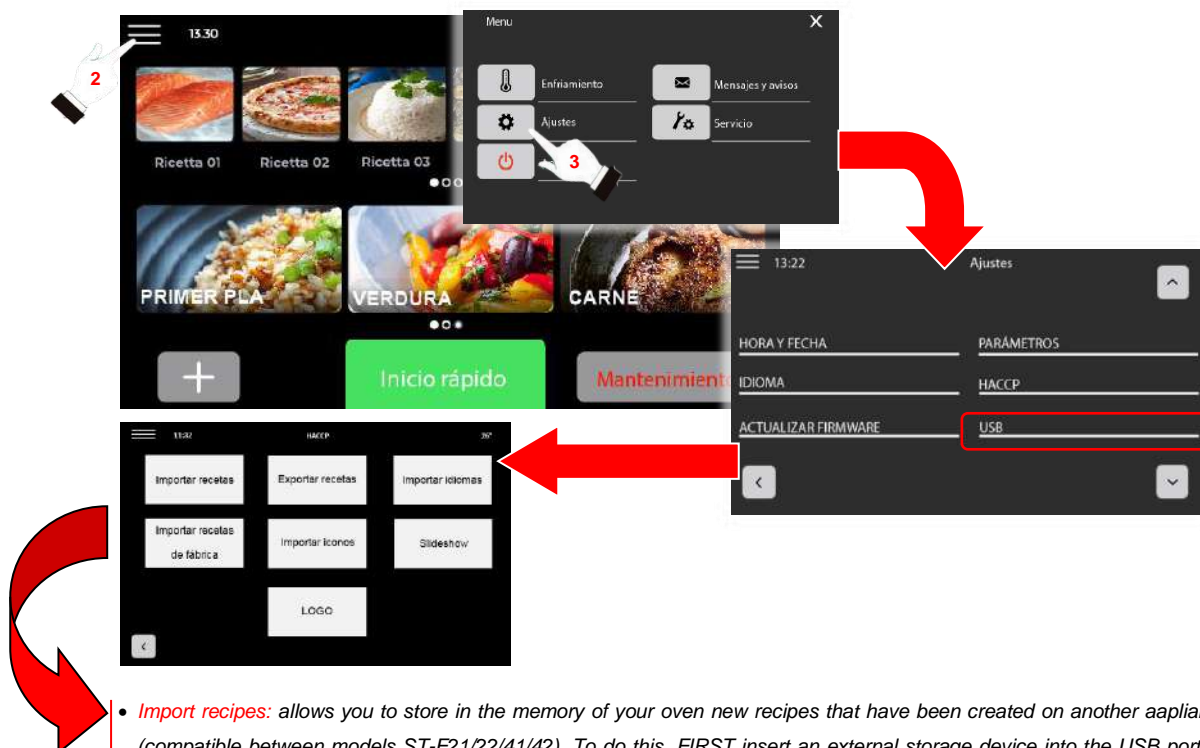 13.30
2
Ricetta 01 Ricetta 02 Ricetta 03
PRIMER PLA VERDURA CARNE
Inicio rápido
Mantenimient
Menu X
Enfriamiento
Mensajes y avisos
Ajustes
Servicio
3
13:22 Ajustes
HORA Y FECHA PARÁMETROS
IDIOMA HACCP
ACTUALIZAR FIRMWARE USB
HACCP
Importar recetas
Exportar recetas
Importar idiomas
Importar recetas
de fábrica
Importar iconos
Slideshow
LOGO
• Import recipes: allows you to store in the memory of your oven new recipes that have been created on another aaplia
(compatible between models ST-E21/22/41/42). To do this, FIRST insert an external storage device into the USB por